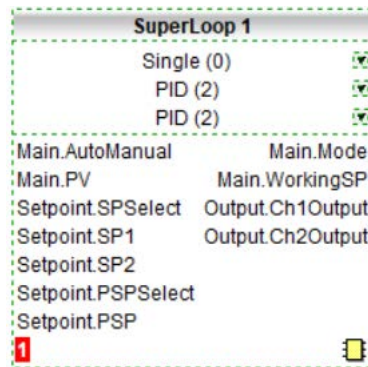 SuperLoop 1
Single (0)
PID (2)
PID (2)
Main.AutoManual Main.Mode
Main.PV Main.WorkingSP
Setpoint.SPSelect Output.Ch1Output
Setpoint.SP1 Output.Ch2Output
Setpoint.SP2
Setpoint.PSPSelect
Setpoint.PSP
1